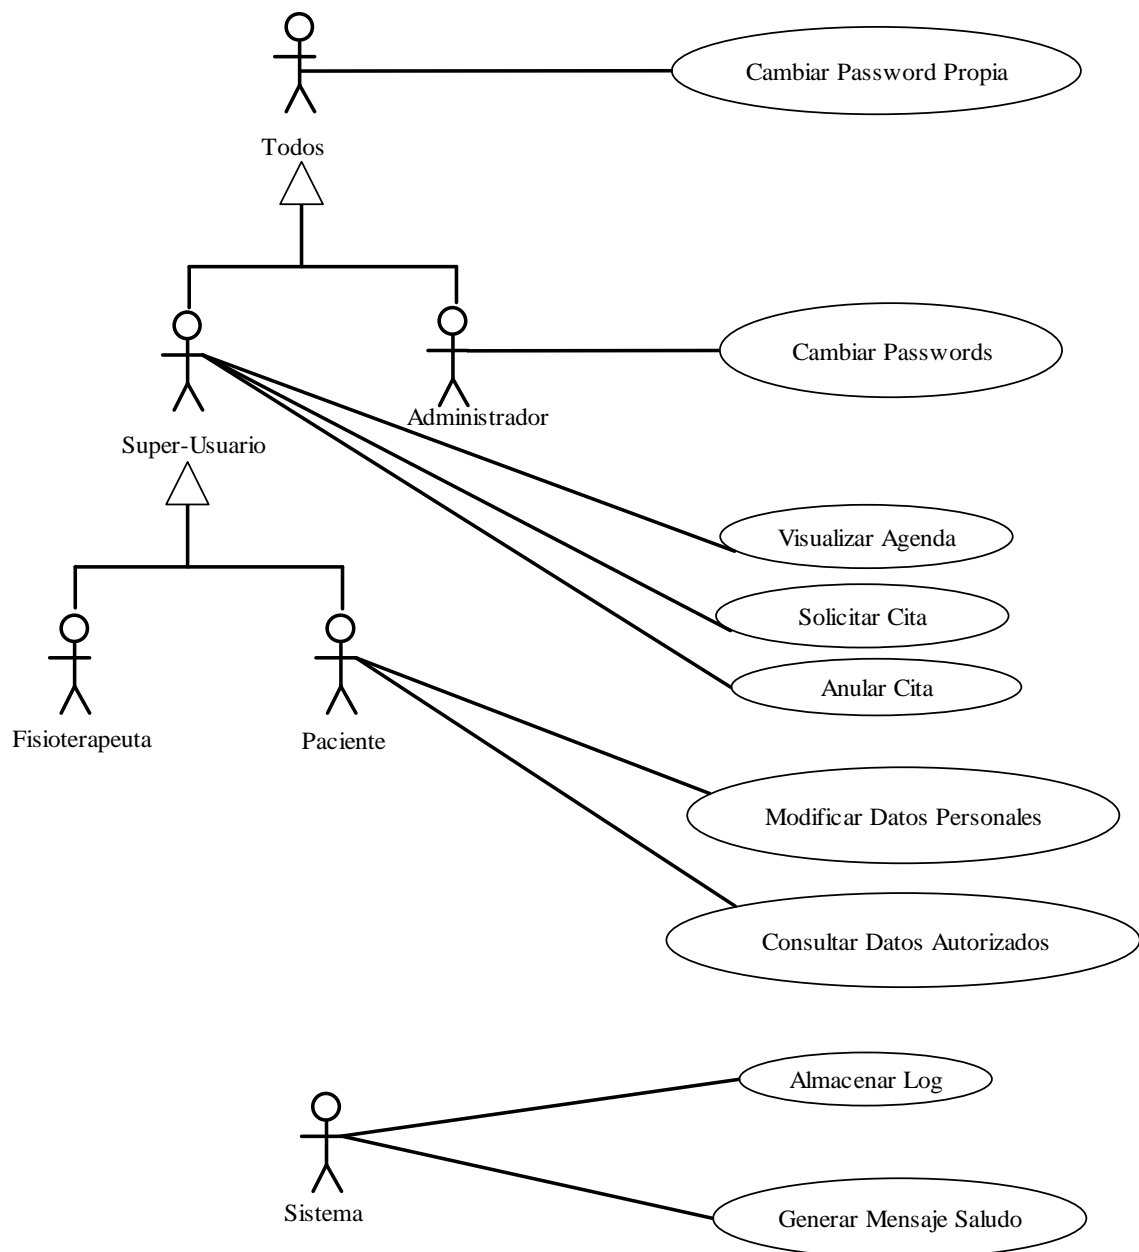 Cambiar Password Propia
Todos
Cambiar Passwords
Administrador
Super-Usuario
Visualizar Agenda
Solicitar Cita
Anular Cita
Fisioterapeuta
Paciente
Modificar Datos Personales
Consultar Datos Autorizados
Almacenar Log
Sistema
Generar Mensaje Saludo